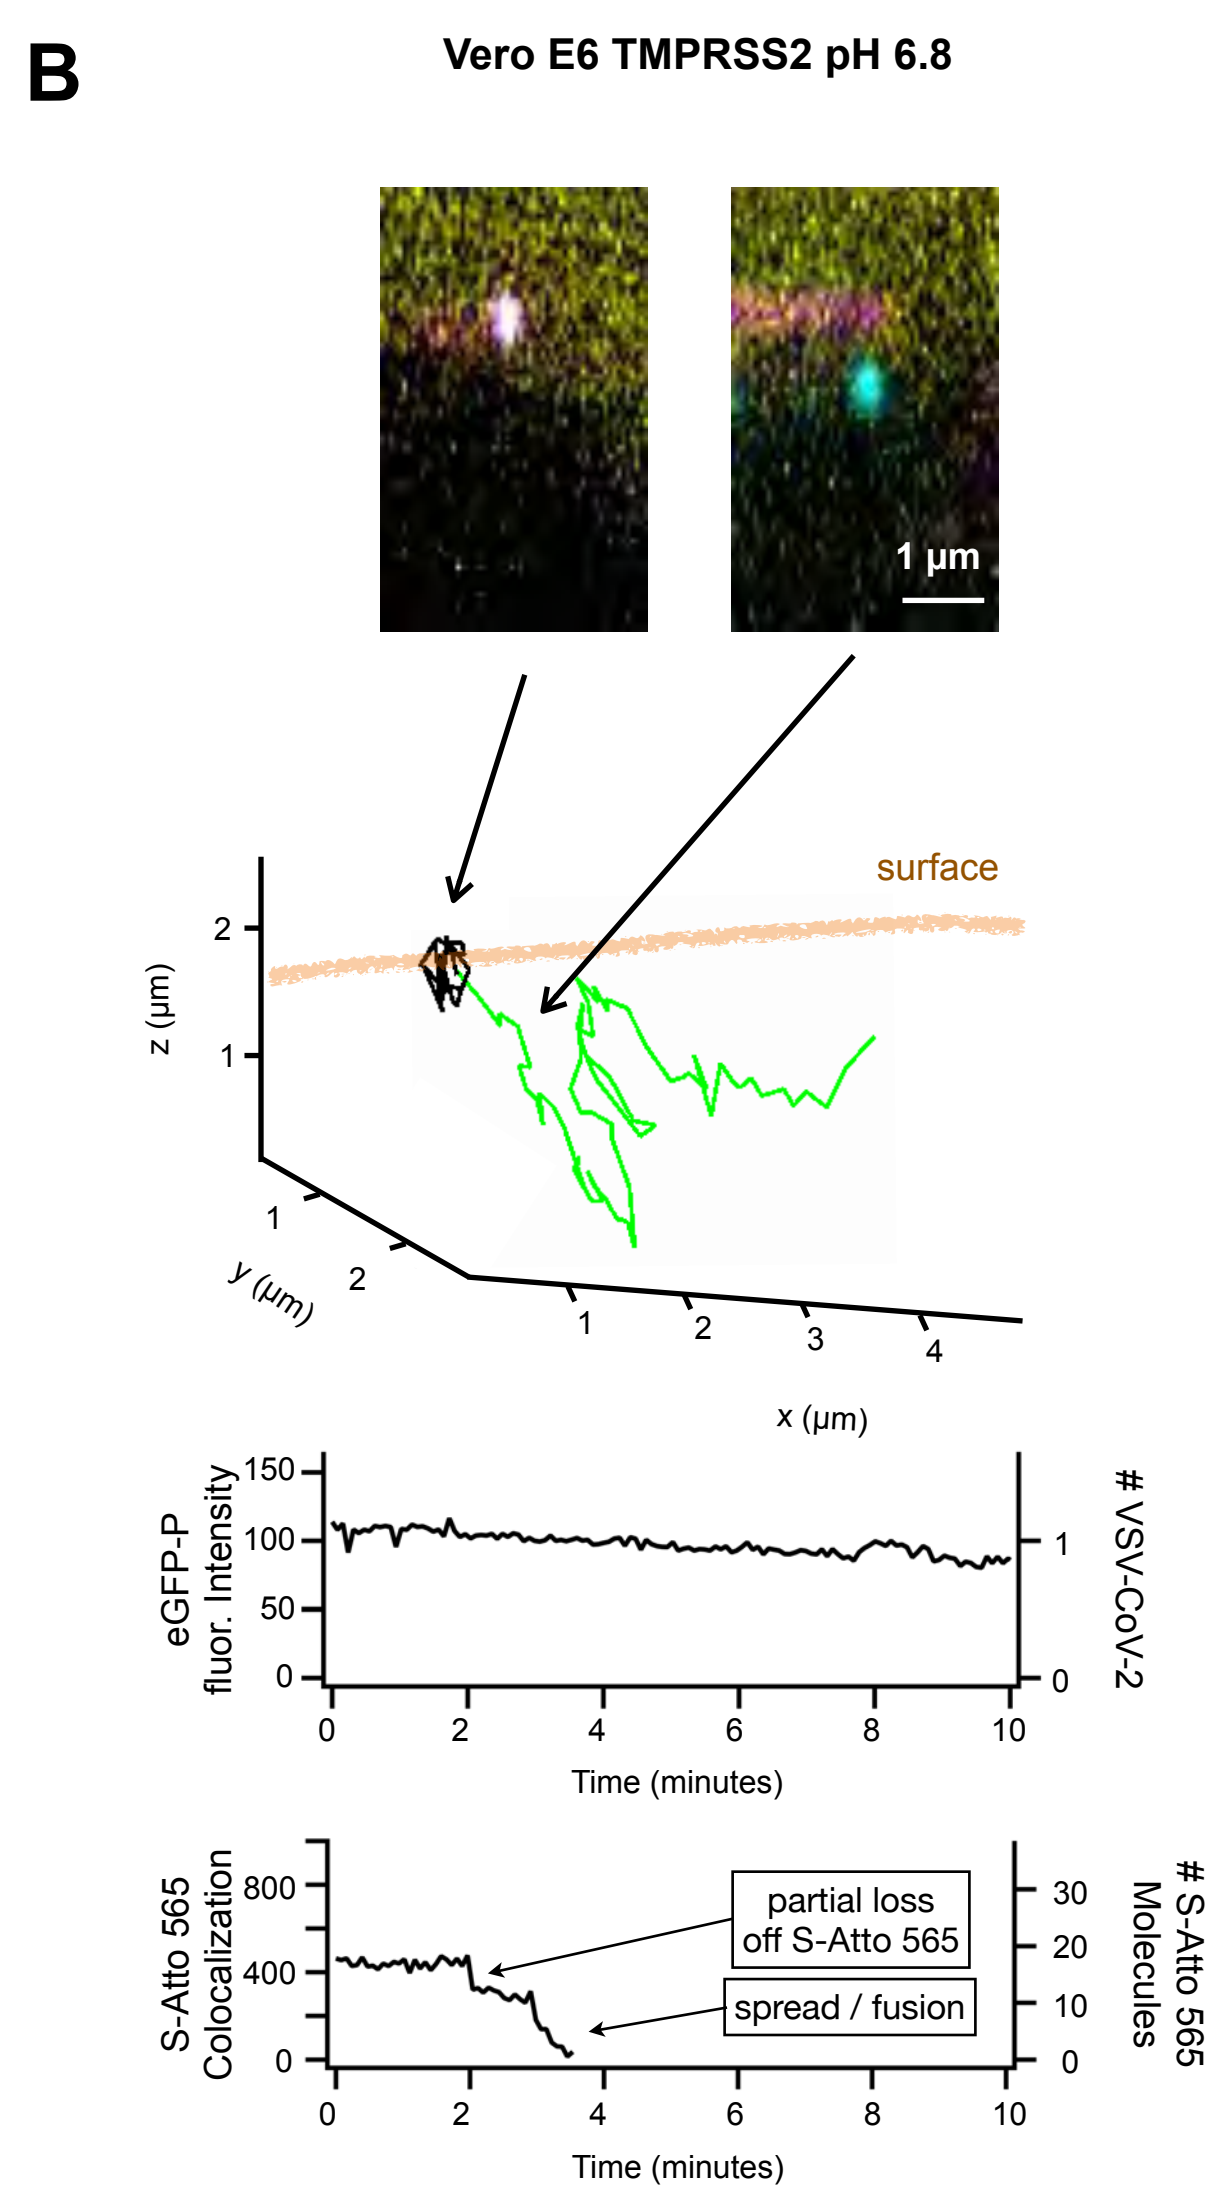 B
Vero E6 TMPRSS2 pH 6.8
1 µm
surface
2
1
z (µm)
1
2
y (µm)
1
2
3
4
x (µm)
eGFP-P
fluor. Intensity
150
100
50
0
1
0
# VSV-CoV-2
0 2 4 6 8 10
Time (minutes)
S-Atto 565
Colocalization
800
400
0
partial loss
off S-Atto 565
spread / fusion
30
20
10
0
# S-Atto 565
Molecules
0 2 4 6 8 10
Time (minutes)